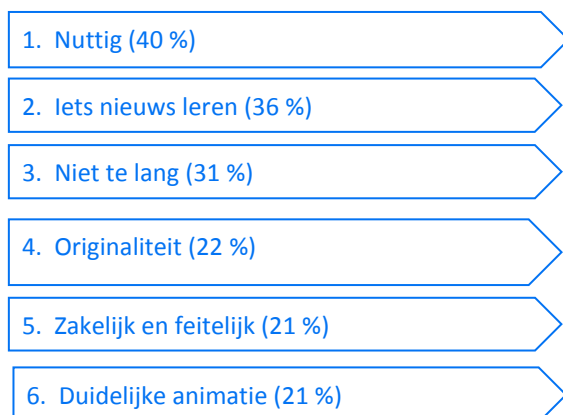 1. Nuttig (40 %)
2. Iets nieuws leren (36 %)
3. Niet te lang (31 %)
4. Originaliteit (22 %)
5. Zakelijk en feitelijk (21 %)
6. Duidelijke animatie (21 %)